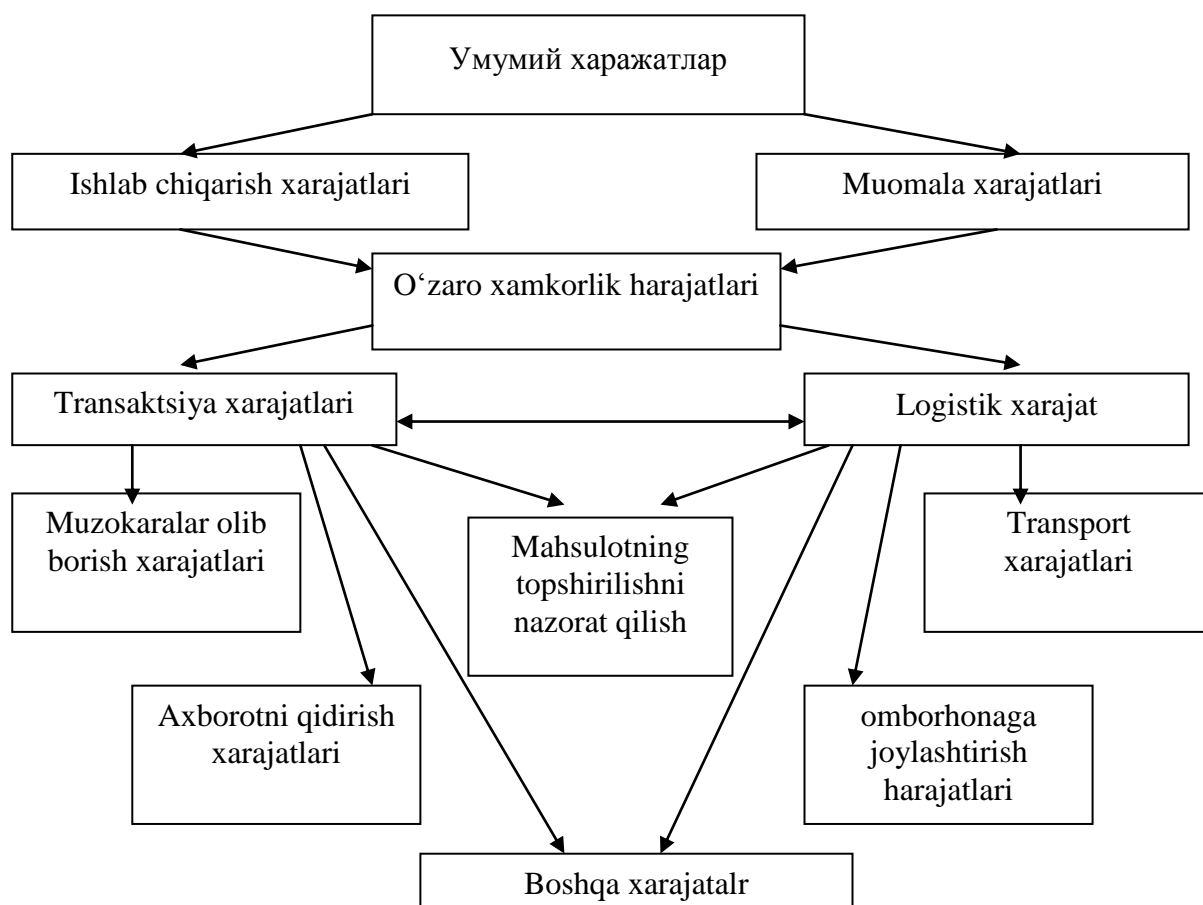 Умумий харажатлар
Ishlab chiqarish xarajatlari
Muomala xarajatlari
O‘zaro xamkorlik harajatlari
Transaktsiya xarajatlari
Logistik xarajat
Muzokaralar olib
borish xarajatlari
Mahsulotning
topshirilishni
nazorat qilish
Transport
xarajatlari
Axborotni qidirish
xarajatlari
omborhonaga
joylashtirish
harajatlari
Boshqa xarajatalr